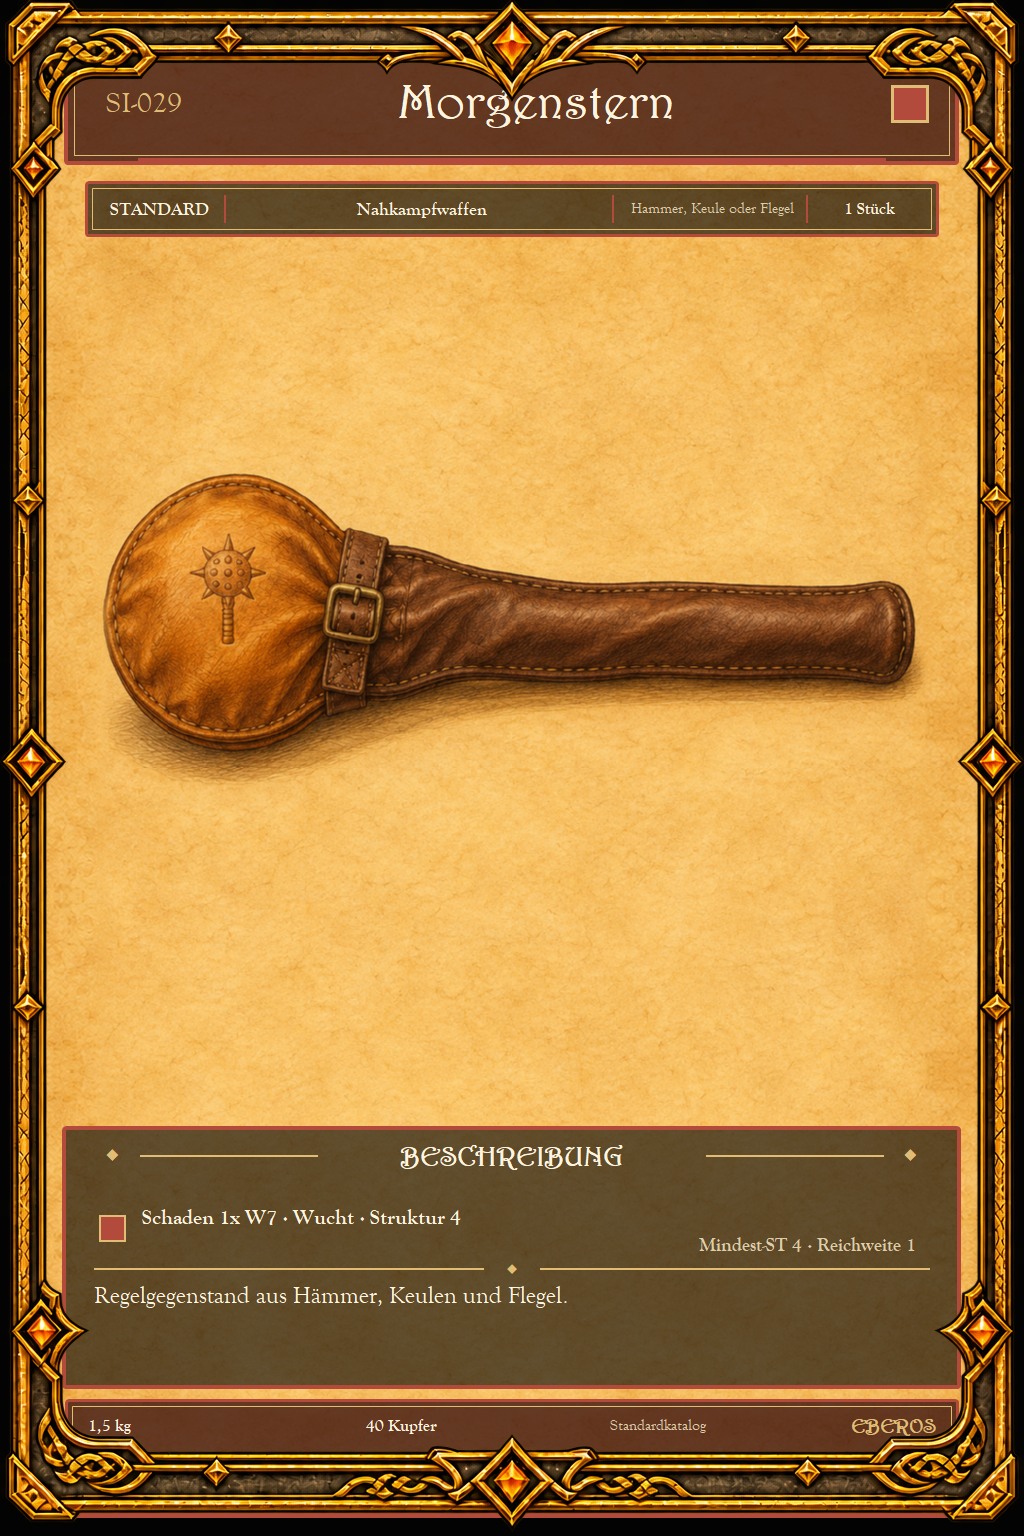 SI-029
Morgenstern
STANDARD
Nahkampfwaffen
Hammer, Keule oder Flegel
1 Stück
BESCHREIBUNG
Schaden 1x W7 · Wucht · Struktur 4
Mindest-ST 4 · Reichweite 1
Regelgegenstand aus Hämmer, Keulen und Flegel.
1,5 kg
40 Kupfer
Standardkatalog
EBEROS